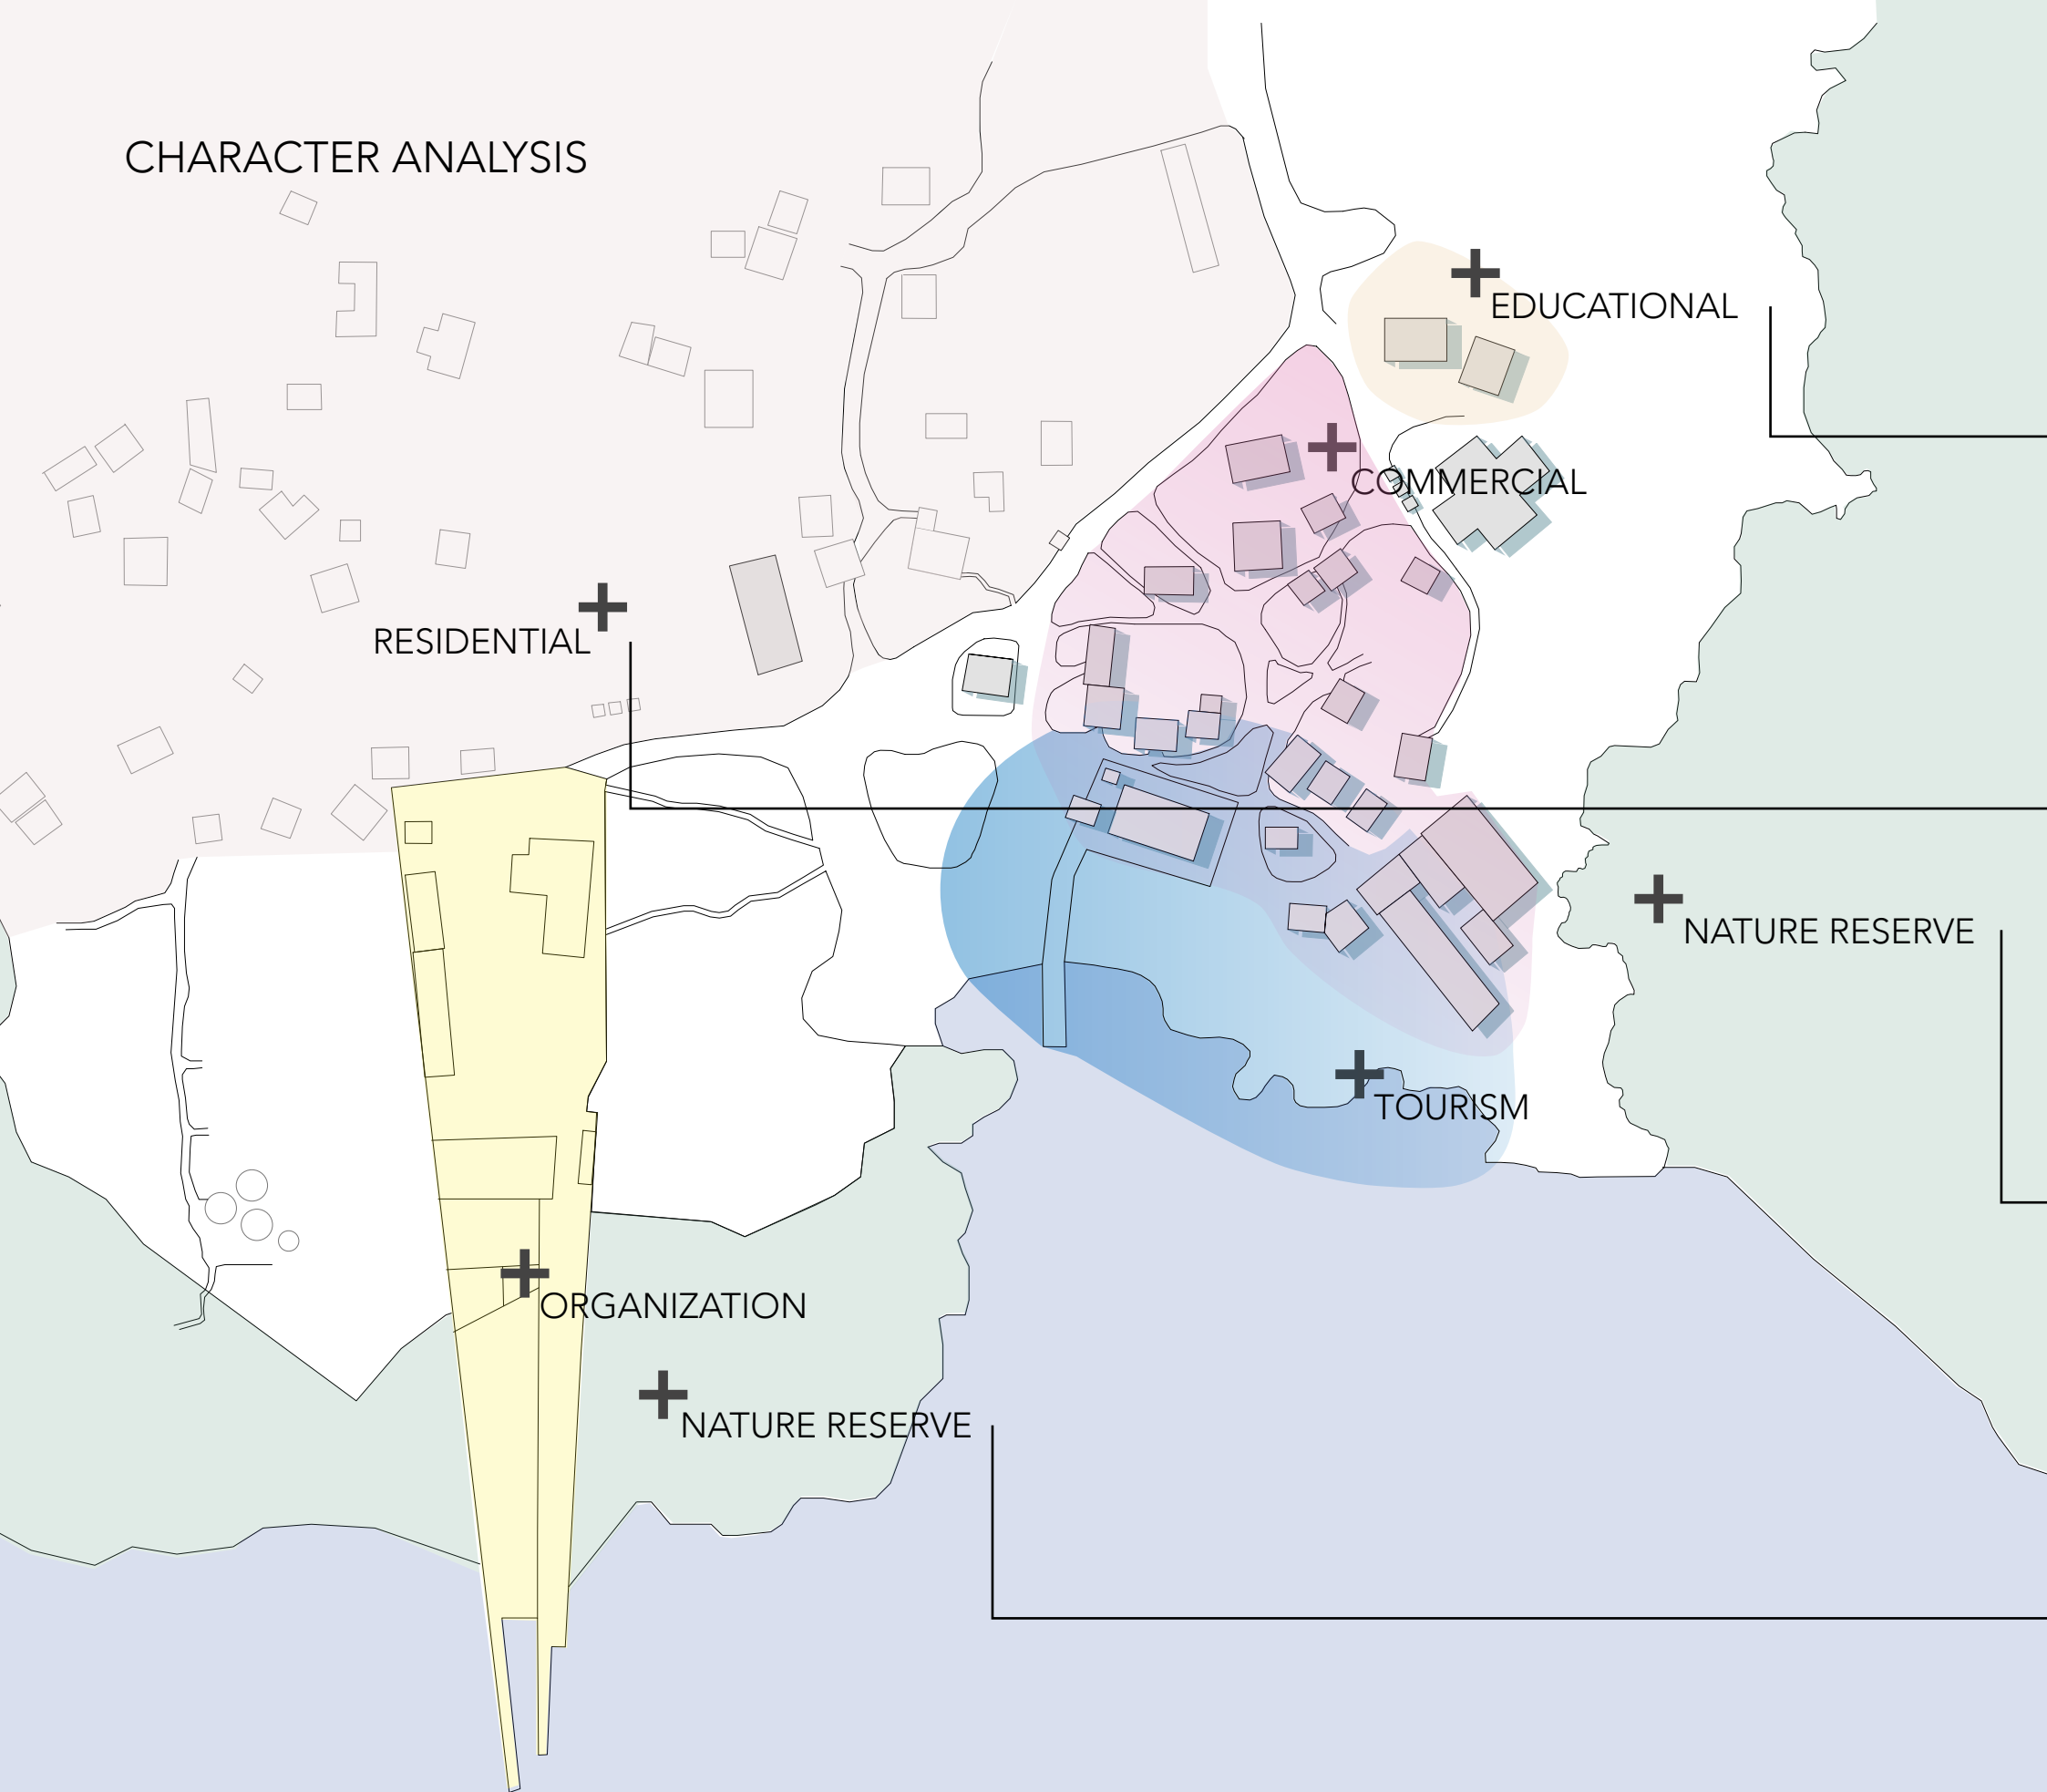 CHARACTER ANALYSIS
EDUCATIONAL
COMMERCIAL
RESIDENTIAL
NATURE RESERVE
TOURISM
ORGANIZATION
NATURE RESERVE